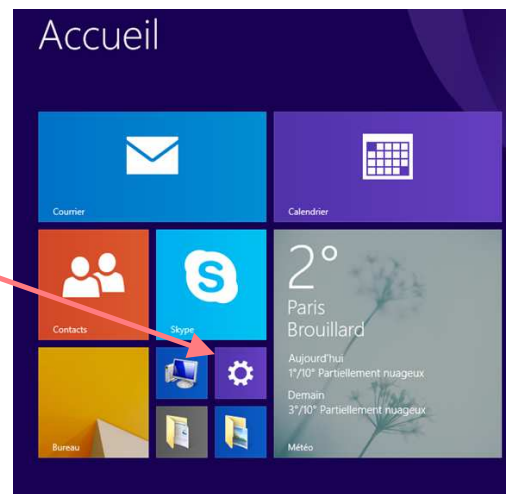 Accueil
Courrier
Calendrier
Contacts
Skype
2°
Paris
Brouillard
Aujourd'hui
1°/10° Partiellement nuageux
Demain
3°/10° Partiellement nuageux
Bureau
Météo